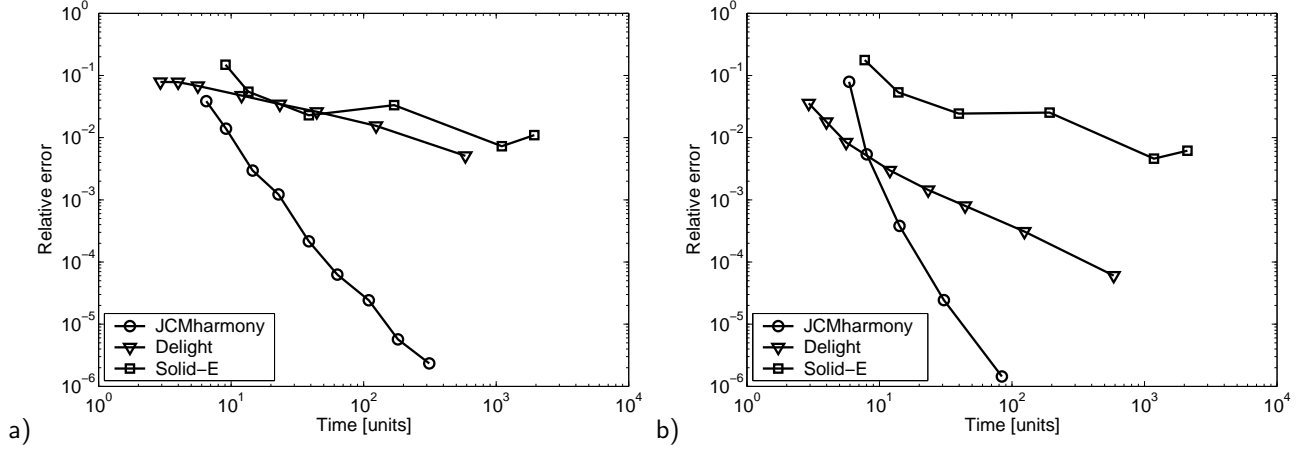 10^0
10^-1
10^-2
10^-3
10^-4
10^-5
10^-6
Relative error
JCMharmony
Delight
Solid−E
10^0 10^1 10^2 10^3 10^4
Time [units]
a)
10^0
10^-1
10^-2
10^-3
10^-4
10^-5
10^-6
Relative error
JCMharmony
Delight
Solid−E
10^0 10^1 10^2 10^3 10^4
Time [units]
b)